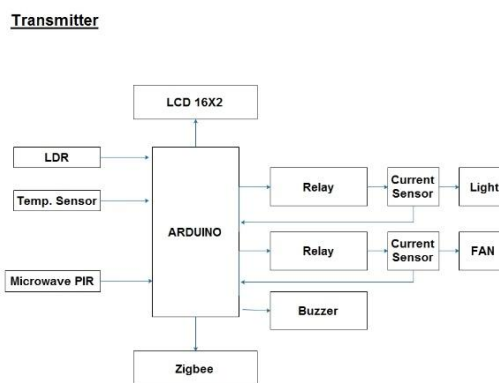 Transmitter
LCD 16X2
LDR
Temp. Sensor
Microwave PIR
ARDUINO
Relay
Current
Sensor
Light
Relay
Current
Sensor
FAN
Buzzer
Zigbee